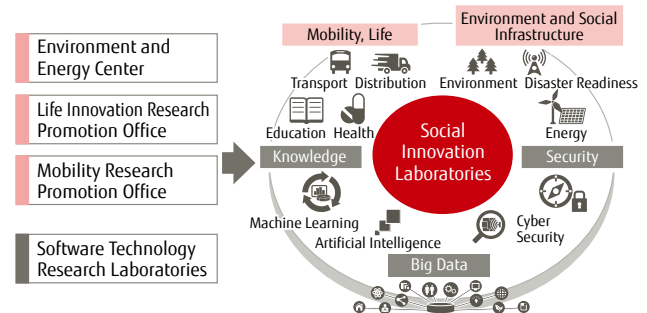 Environment and
Energy Center
Life Innovation Research
Promotion Office
Mobility Research
Promotion Office
Software Technology
Research Laboratories
Mobility, Life
Environment and Social
Infrastructure
Transport
Distribution
Environment
Disaster Readiness
Education
Health
Energy
Social
Innovation
Laboratories
Knowledge
Security
Machine Learning
Artificial Intelligence
Cyber
Security
Big Data